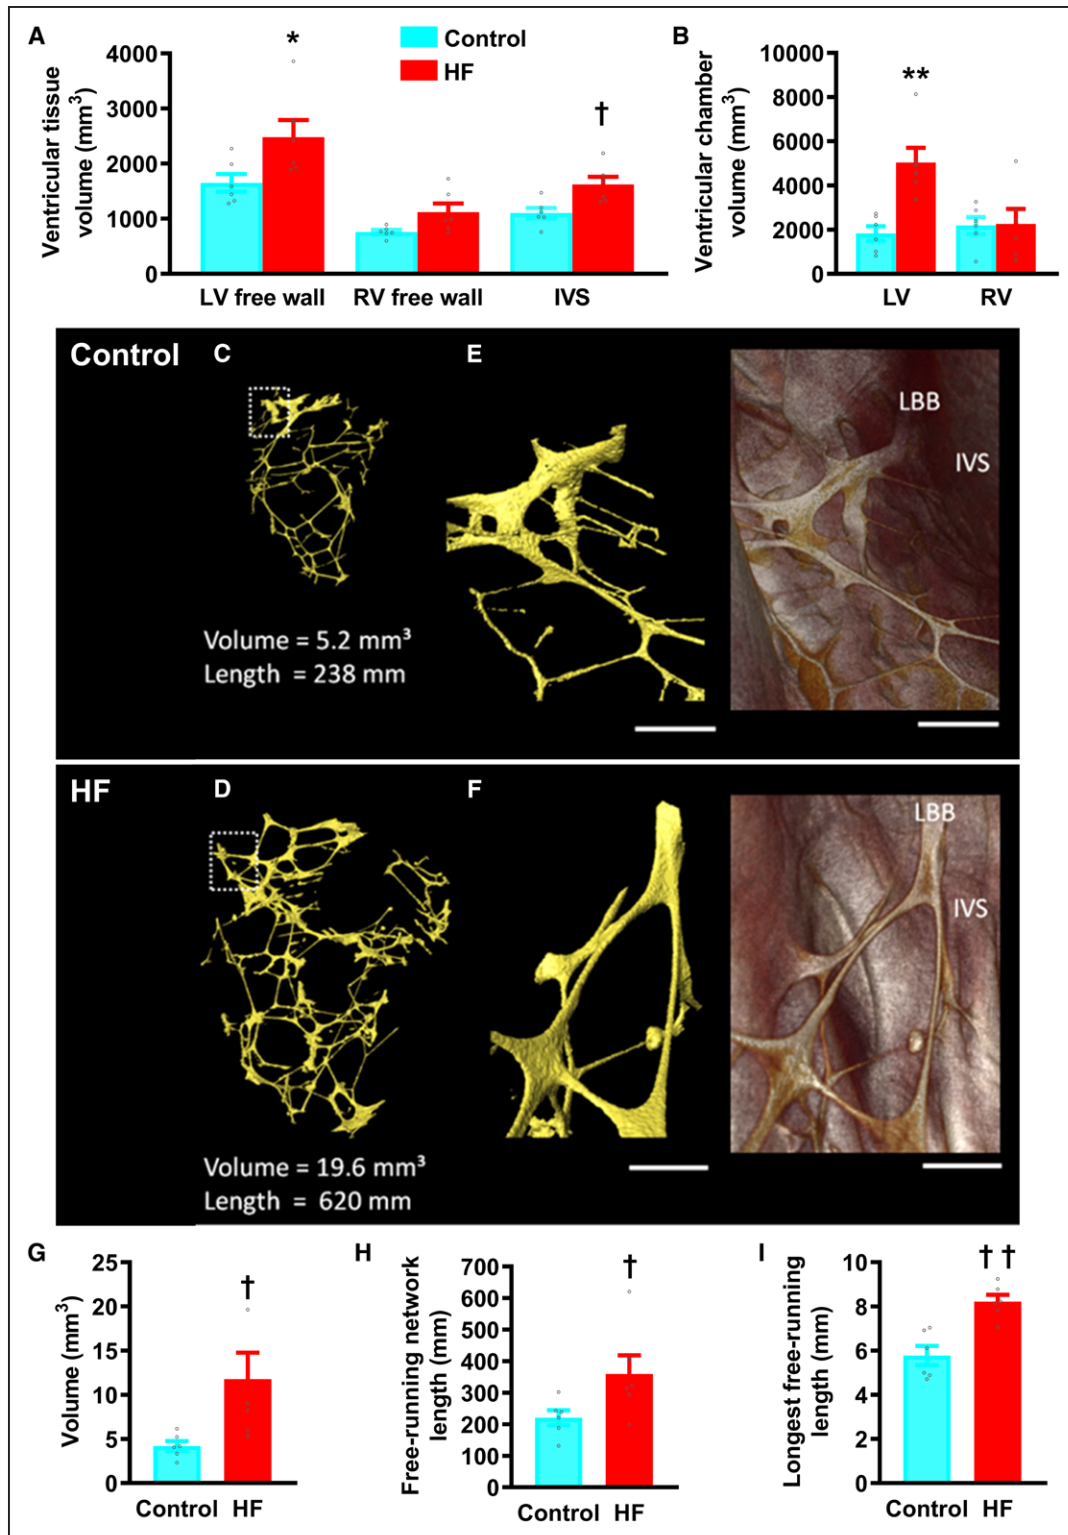 A
B
Control
HF
Ventricular tissue
volume (mm³)
4000
3000
2000
1000
0
*
†
LV free wall RV free wall IVS
Ventricular chamber
volume (mm³)
10000
8000
6000
4000
2000
0
**
LV RV
Control C E
LBB
IVS
Volume = 5.2 mm³
Length = 238 mm
HF D F
LBB
IVS
Volume = 19.6 mm³
Length = 620 mm
G
Volume (mm³)
25
20
15
10
5
0
†
Control HF
H
Free-running network
length (mm)
700
600
500
400
300
200
100
0
†
Control HF
I
Longest free-running
length (mm)
10
8
6
4
2
0
††
Control HF